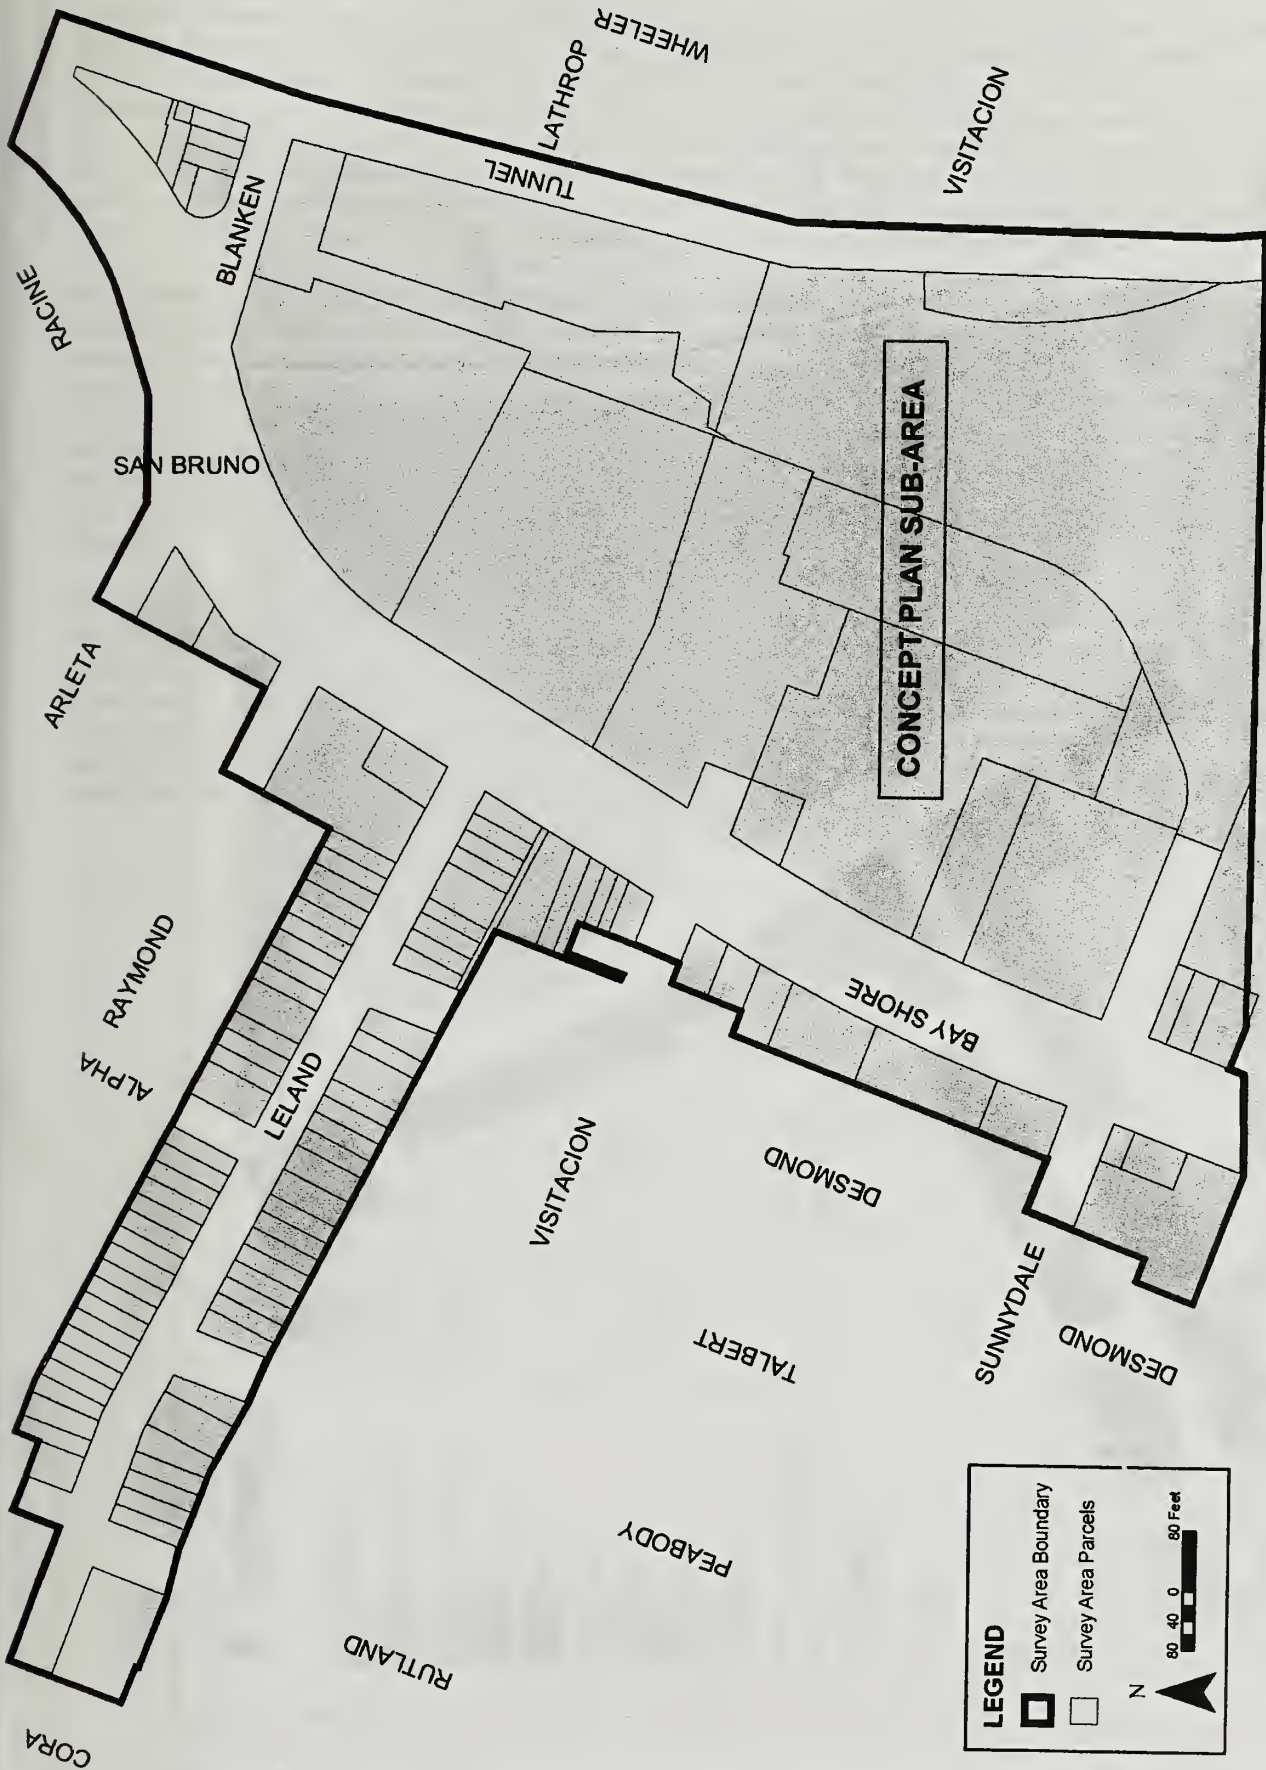 WHEELER
LATHROP
VISITACION
TUNNEL
BLANKEN
RACINE
SAN BRUNO
CONCEPT PLAN SUB-AREA
ARLETA
RAYMOND
ALPHA
LELAND
BAY SHORE
VISITACION
DESMOND
SUNNYDALE
DESMOND
TALBERT
PEABODY
RUTLAND
CORA
LEGEND
Survey Area Boundary
Survey Area Parcels
N
80 40 0 80 Feet